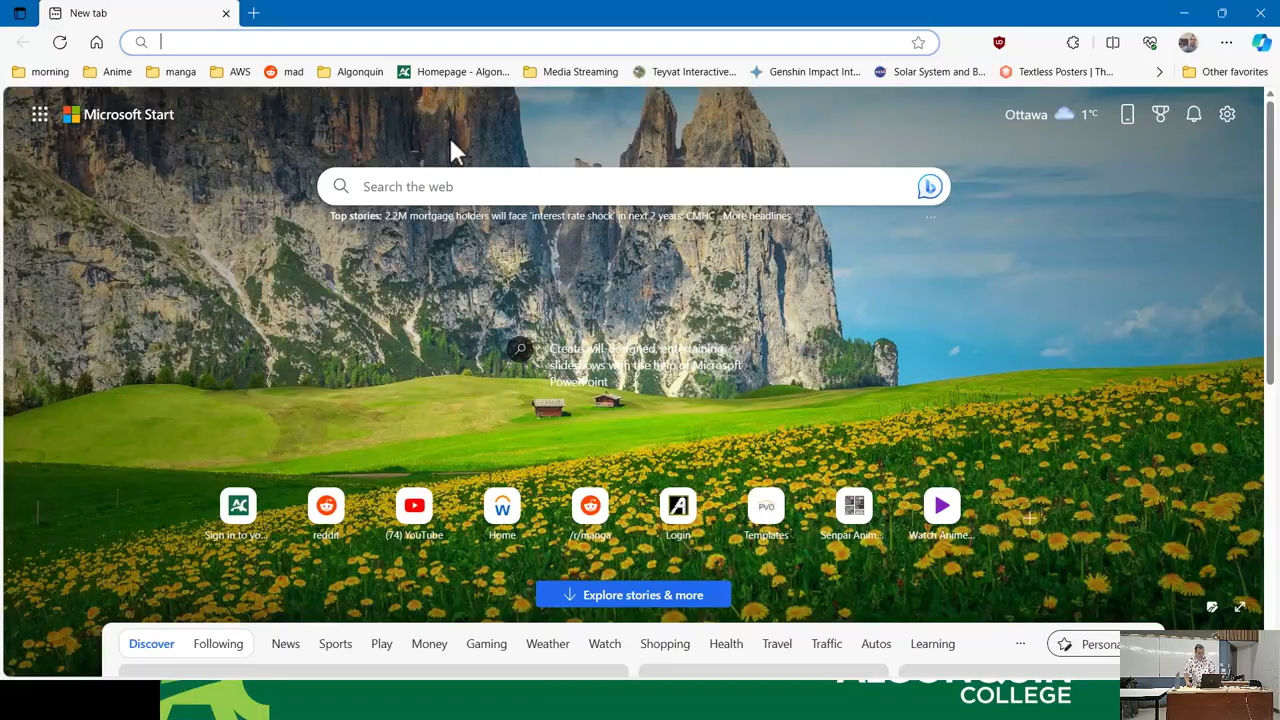 New tab
morning
Anime
manga
AWS
mad
Algonquin
Homepage - Algon...
Media Streaming
Teyvat Interactive...
Genshin Impact Int...
Solar System and B...
Textless Posters | Th...
Other favorites
Microsoft Start
Ottawa 1°C
Search the web
Top stories: 2.2M mortgage holders will face 'interest rate shock' in next 2 years: CMHC
More headlines
Create well-designed, entertaining
slideshows with the help of Microsoft
PowerPoint
Sign in to yo...
reddit
(74) YouTube
Home
/r/manga
Login
PVO
Templates
Senpai Anim...
Watch Anime...
Explore stories & more
Discover
Following
News
Sports
Play
Money
Gaming
Weather
Watch
Shopping
Health
Travel
Traffic
Autos
Learning
Persona
ALGONQUIN
COLLEGE